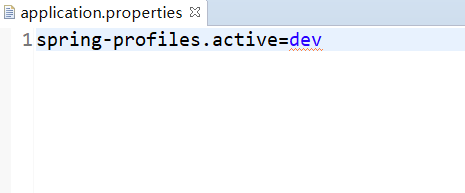 application.properties
1 spring-profiles.active=dev